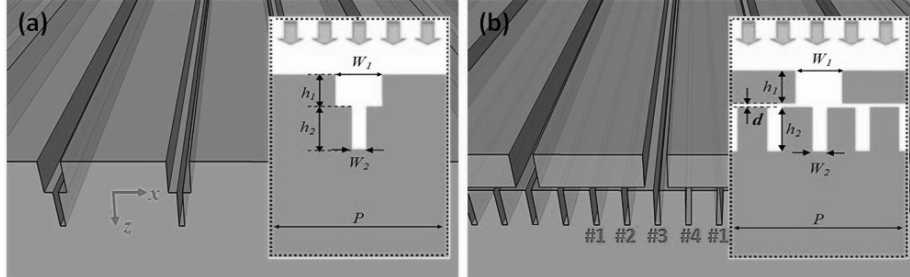 (a)
W₁
h₁
h₂
W₂
P
x
z
(b)
W₁
h₁
d
h₂
W₂
P
#1 #2 #3 #4 #1